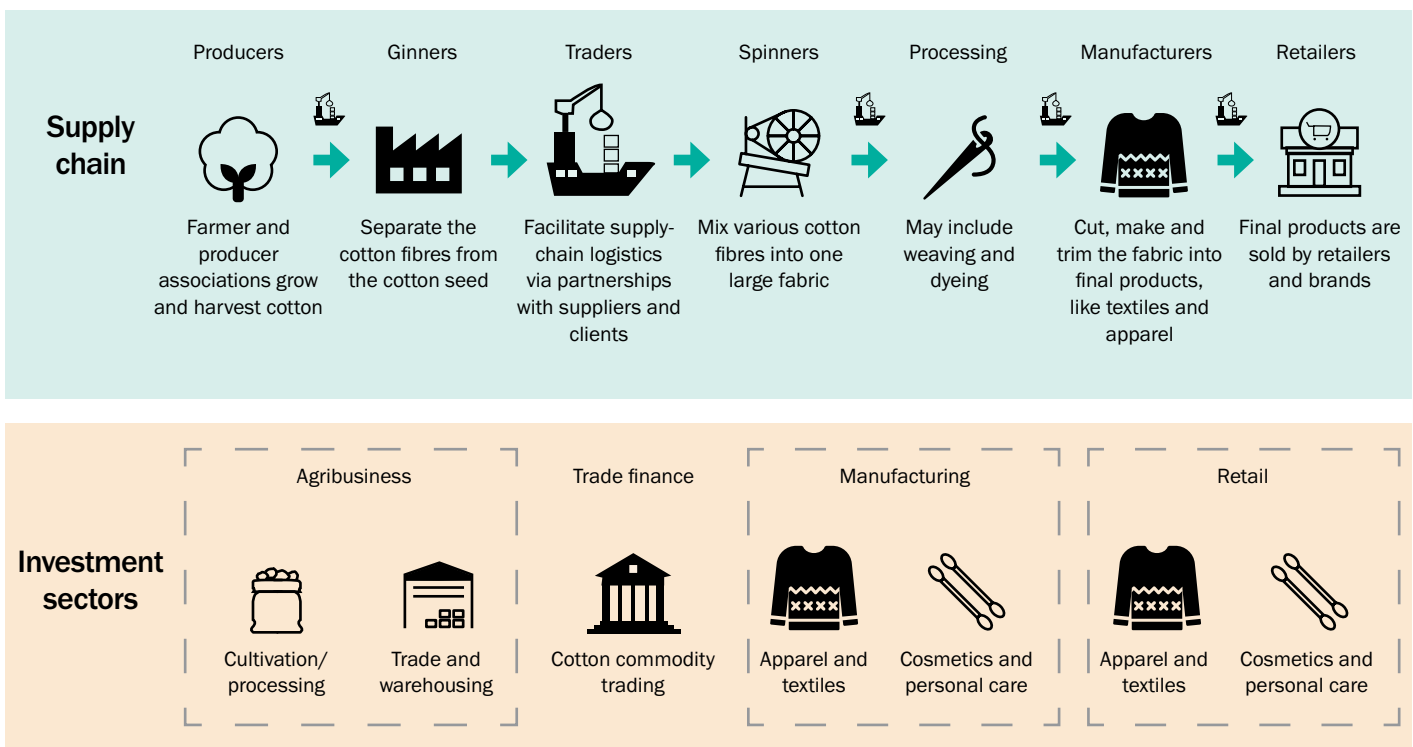 Supply
chain
Producers
Farmer and
producer
associations grow
and harvest cotton
Ginners
Separate the
cotton fibres from
the cotton seed
Traders
Facilitate supply-
chain logistics
via partnerships
with suppliers and
clients
Spinners
Mix various cotton
fibres into one
large fabric
Processing
May include
weaving and
dyeing
Manufacturers
Cut, make and
trim the fabric into
final products,
like textiles and
apparel
Retailers
Final products are
sold by retailers
and brands
Investment
sectors
Agribusiness
Cultivation/
processing
Trade and
warehousing
Trade finance
Cotton commodity
trading
Manufacturing
Apparel and
textiles
Cosmetics and
personal care
Retail
Apparel and
textiles
Cosmetics and
personal care